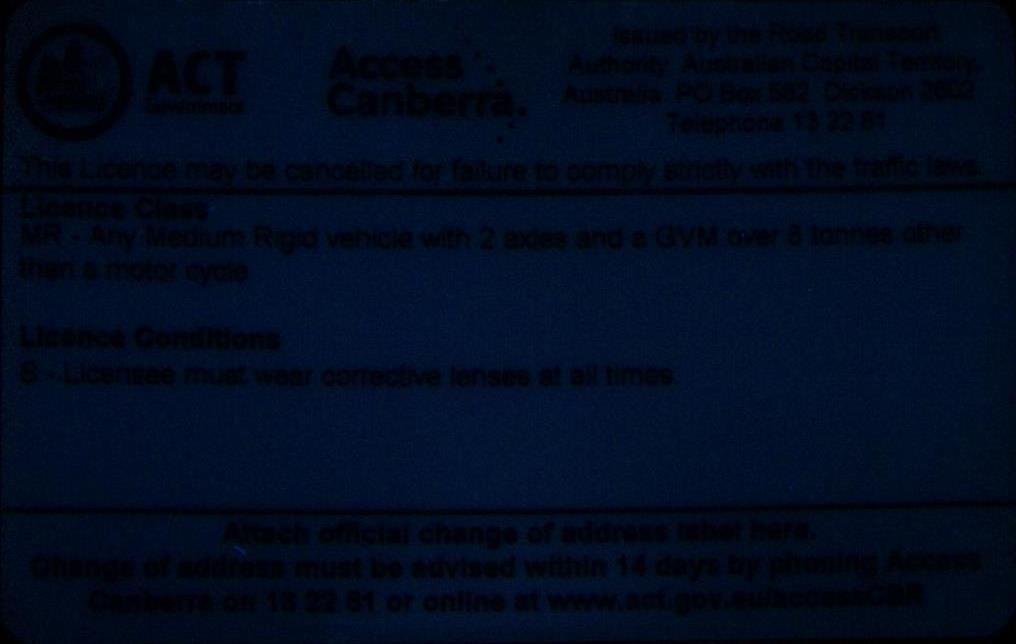 ACT
Government
Access
Canberra.
Issued by the Road Transport
Authority Australian Capital Territory,
Australia PO Box 582 Dickson 2602
Telephone 13 22 81
This Licence may be cancelled for failure to comply strictly with the traffic laws.
Licence Class
MR - Any Medium Rigid vehicle with 2 axles and a GVM over 8 tonnes other
than a motor cycle
Licence Conditions
S - Licensee must wear corrective lenses at all times.
Attach official change of address label here.
Change of address must be advised within 14 days by phoning Access
Canberra on 13 22 81 or online at www.act.gov.au/accessCBR